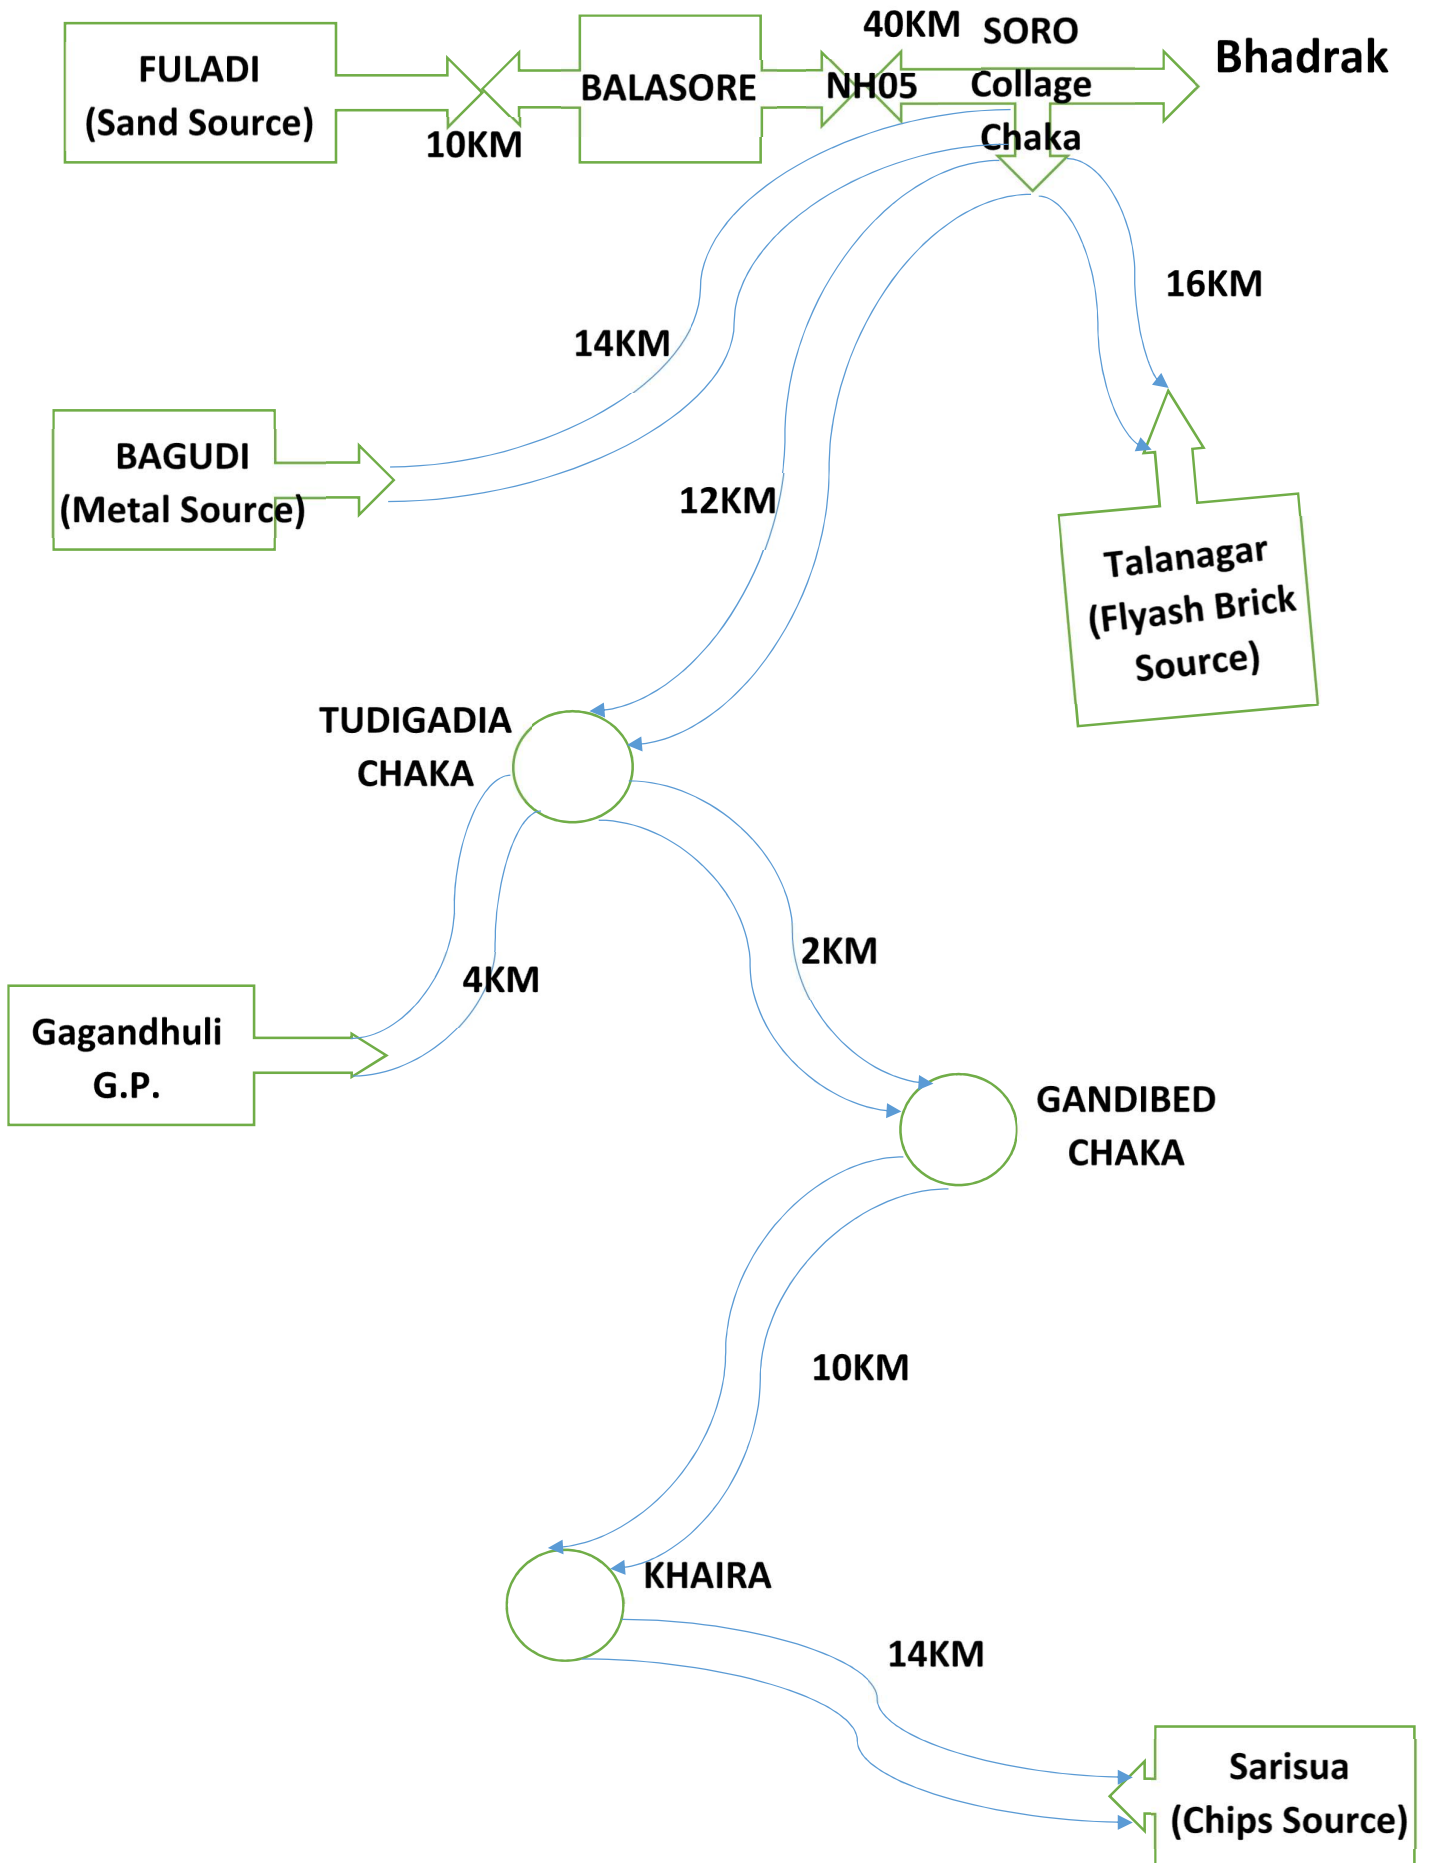 40KM
SORO
FULADI
(Sand Source)
10KM
BALASORE
NH05
Collage
Chaka
Bhadrak
16KM
14KM
BAGUDI
(Metal Source)
12KM
Talanagar
(Flyash Brick
Source)
TUDIGADIA
CHAKA
2KM
4KM
Gagandhuli
G.P.
GANDIBED
CHAKA
10KM
KHAIRA
14KM
Sarisua
(Chips Source)